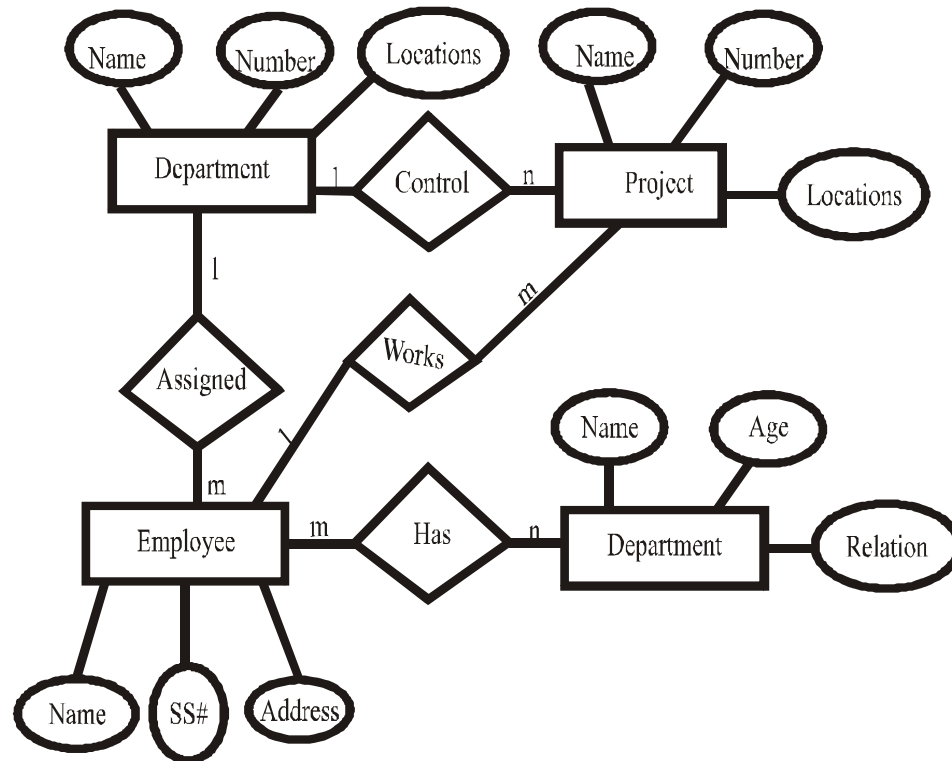 Name
Number
Locations
Name
Number
Department
1
Control
n
Project
Locations
1
m
Works
Assigned
1
Name
Age
m
Employee
m
Has
n
Department
Relation
Name
SS#
Address